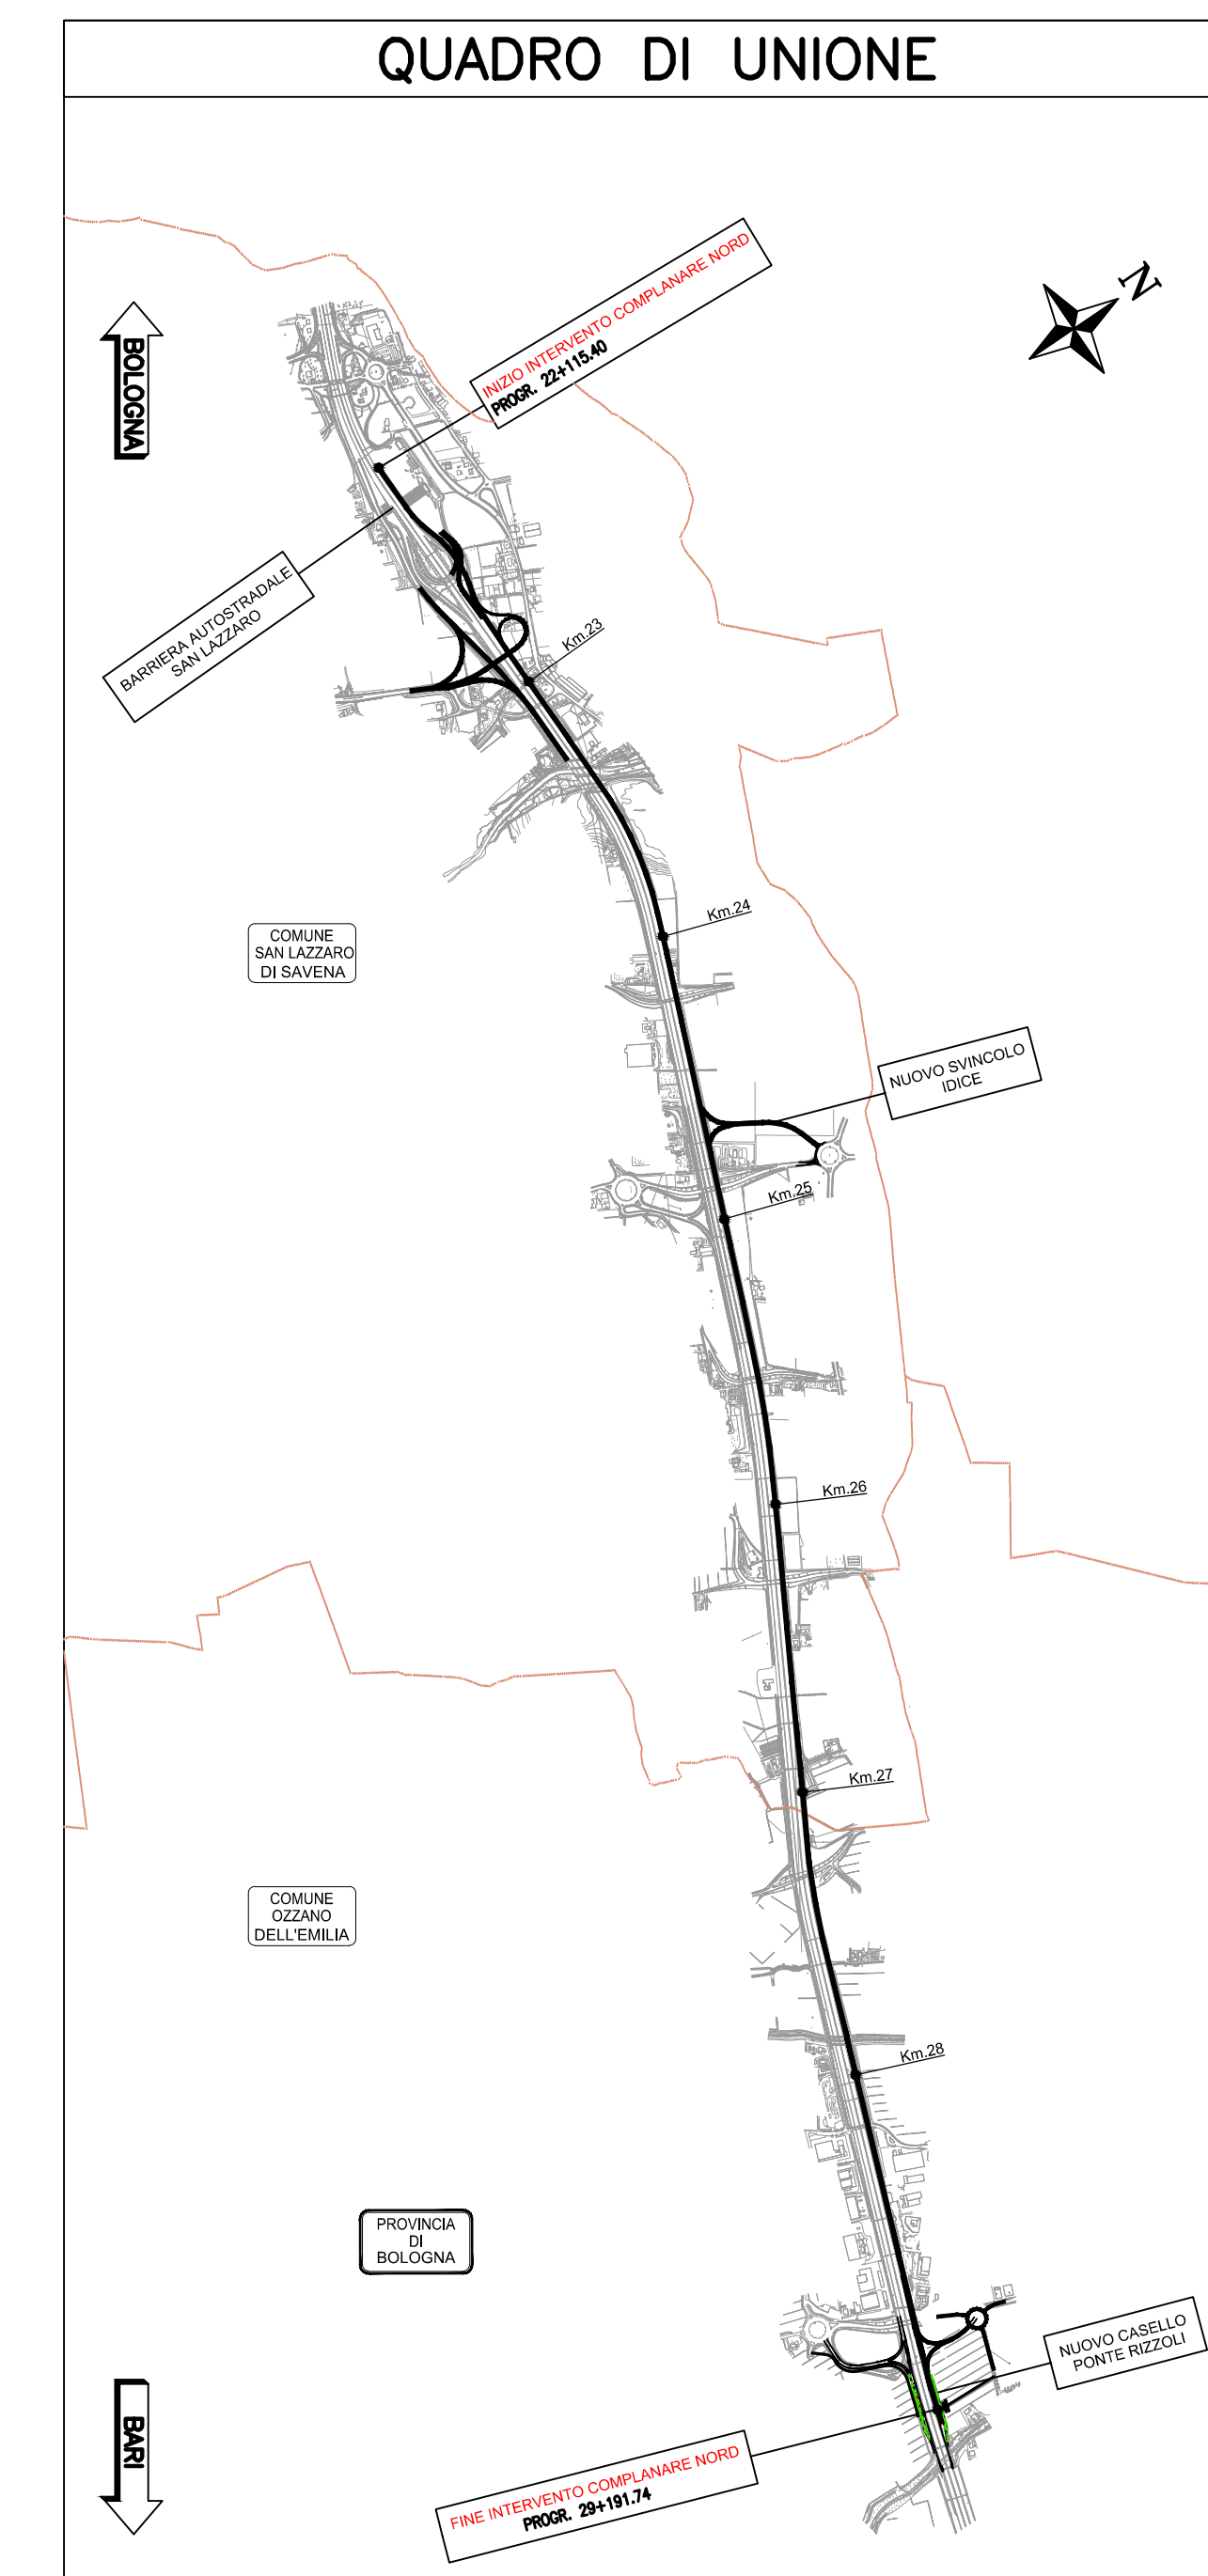 QUADRO DI UNIONE
N
INIZIO INTERVENTO COMPLANARE NORD
PROGR. 22+115.40
BOLOGNA
BARRIERA AUTOSTRADALE
SAN LAZZARO
Km.23
Km.24
COMUNE
SAN LAZZARO
DI SAVENA
NUOVO SVINCOLO
IDICE
Km.25
Km.26
Km.27
COMUNE
OZZANO
DELL'EMILIA
Km.28
PROVINCIA
DI
BOLOGNA
NUOVO CASELLO
PONTE RIZZOLI
BARI
FINE INTERVENTO COMPLANARE NORD
PROGR. 29+191.74